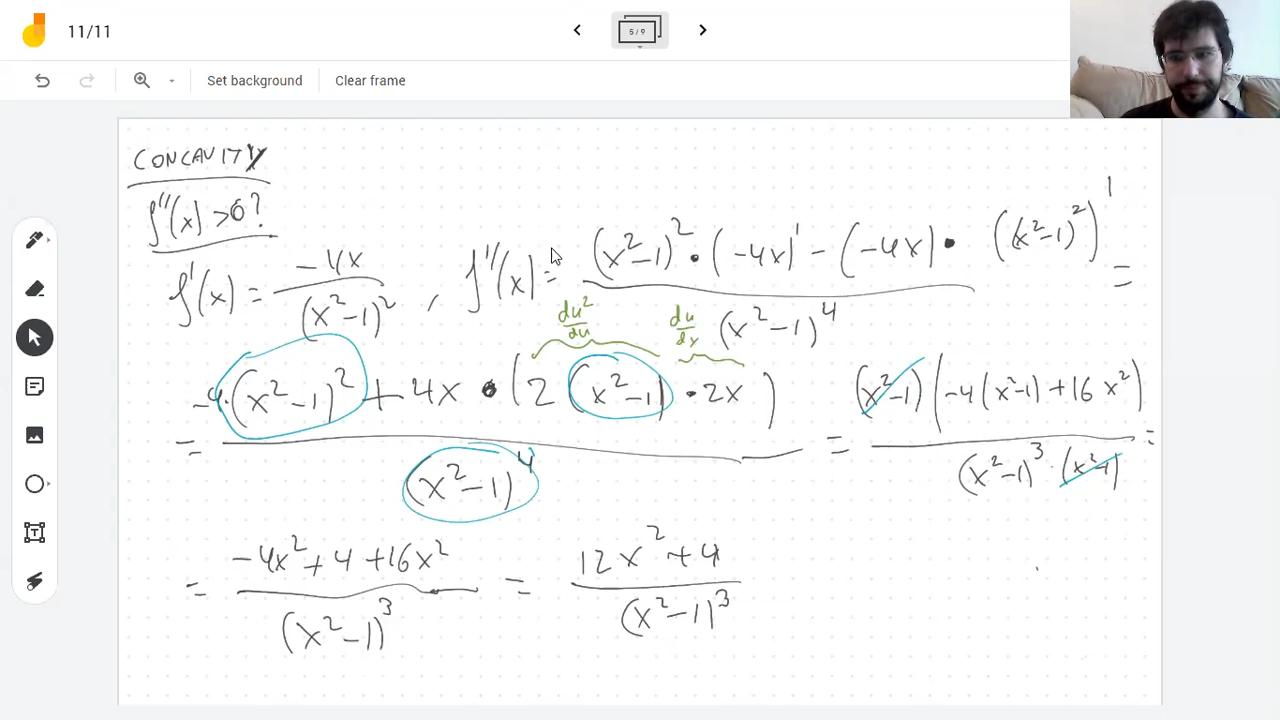 11/11
5 / 9
Set background
Clear frame
CONCAVITY
f''(x) > 0?
f'(x) = -4x / (x² - 1)² , f''(x) = (x² - 1)² • (-4x)' - (-4x) • ((x² - 1)²)' / (x² - 1)⁴ =
du²/du du/dx
= -4·(x² - 1)² + 4x • (2 (x² - 1) • 2x) / (x² - 1)⁴ = (x² - 1) (-4 (x² - 1) + 16 x²) / (x² - 1)³ · (x² - 1) =
= -4x² + 4 + 16x² / (x² - 1)³ = 12x² + 4 / (x² - 1)³